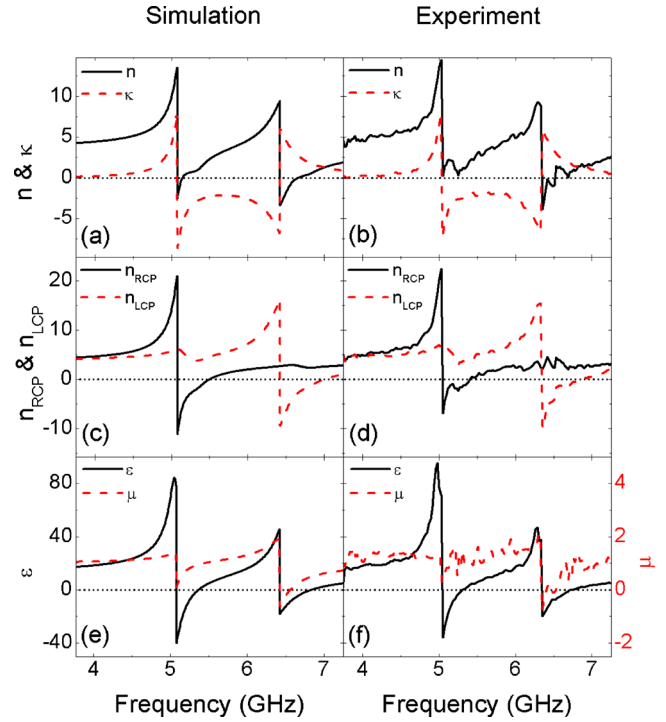 Simulation Experiment
n n
κ κ
10
5
0
-5
n & κ
(a) (b)
n_RCP n_RCP
n_LCP n_LCP
20
10
0
-10
n_RCP & n_LCP
(c) (d)
ε ε
μ μ
80 4
40 2
0 0
-40 -2
ε μ
(e) (f)
4 5 6 7 4 5 6 7
Frequency (GHz) Frequency (GHz)